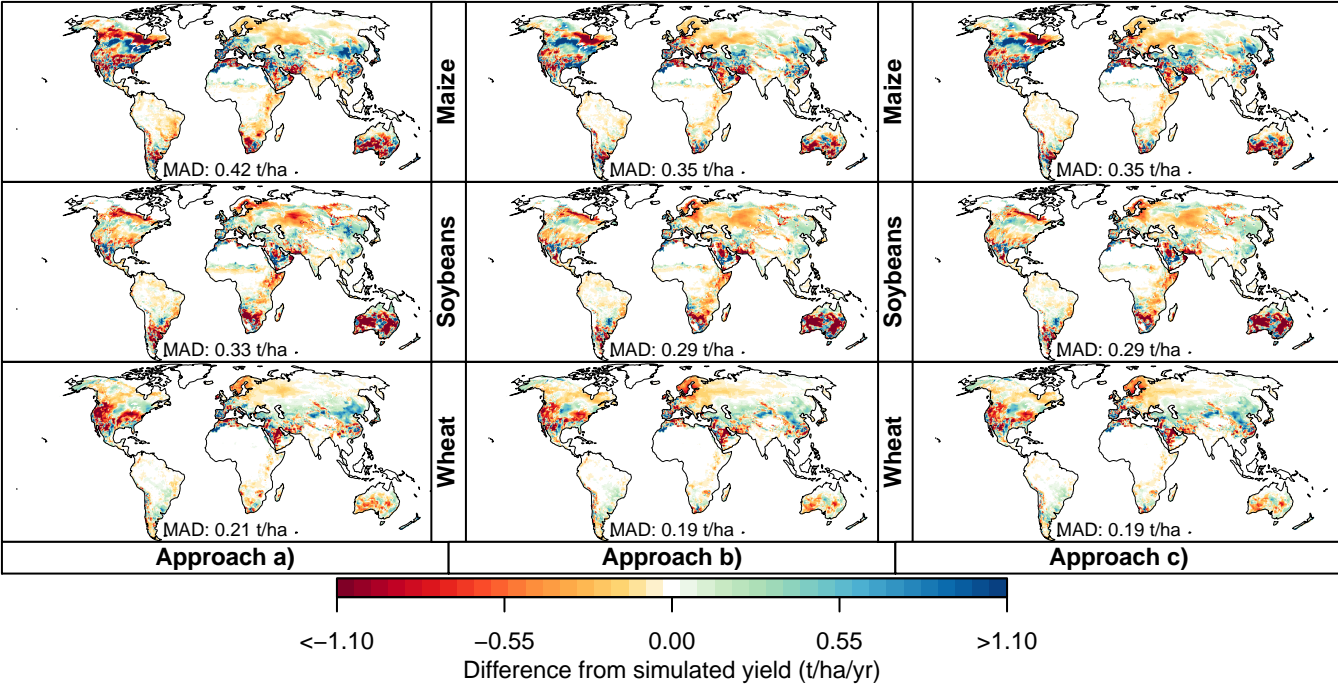 MAD: 0.42 t/ha
Maize
MAD: 0.35 t/ha
Maize
MAD: 0.35 t/ha
MAD: 0.33 t/ha
Soybeans
MAD: 0.29 t/ha
Soybeans
MAD: 0.29 t/ha
MAD: 0.21 t/ha
Wheat
MAD: 0.19 t/ha
Wheat
MAD: 0.19 t/ha
Approach a)
Approach b)
Approach c)
<−1.10
−0.55
0.00
0.55
>1.10
Difference from simulated yield (t/ha/yr)